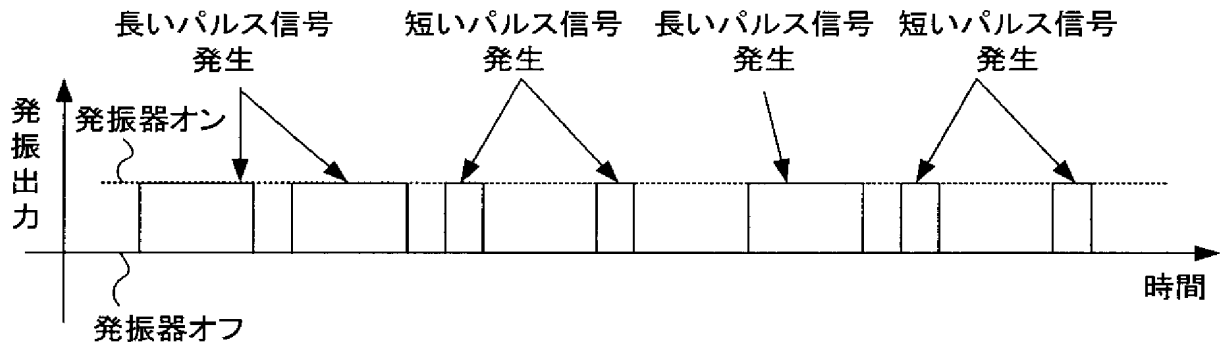 長いパルス信号
発生
短いパルス信号
発生
長いパルス信号
発生
短いパルス信号
発生
発振出力
発振器オン
時間
発振器オフ